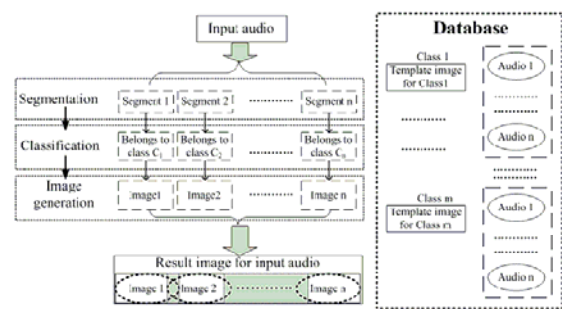 Input audio
Segmentation
Segment 1
Segment 2
Segment n
Classification
Belongs to
class C1
Belongs to
class C2
Belongs to
class Cn
Image
generation
Image1
Image2
Image n
Result image for input audio
Image 1
Image 2
Image n
Database
Class 1
Template image
for Class1
Audio 1
Audio n
Class m
Template image
for Class m
Audio 1
Audio n